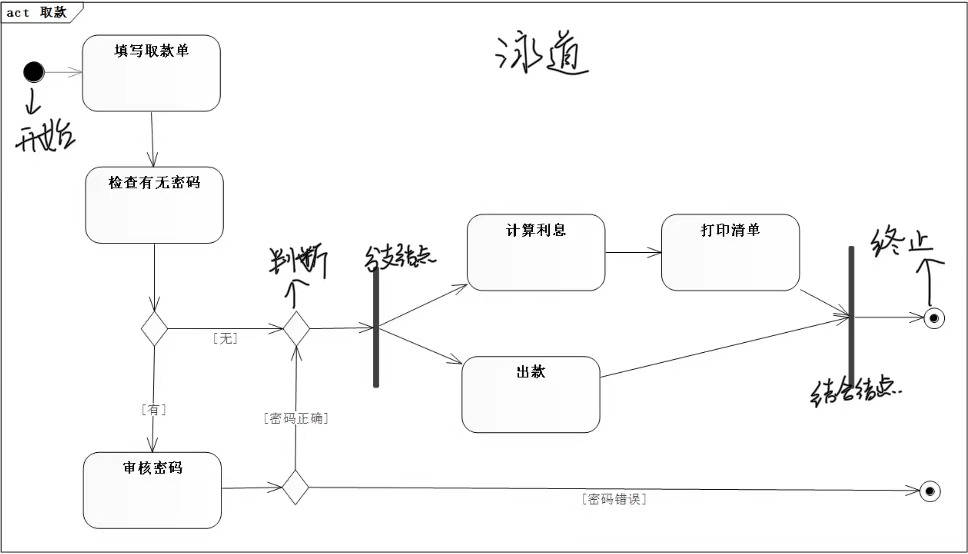 act 取款
填写取款单
泳道
开始
检查有无密码
计算利息
打印清单
终止
判断
分支结点
[无]
出款
[有]
[密码正确]
结合结点
审核密码
[密码错误]